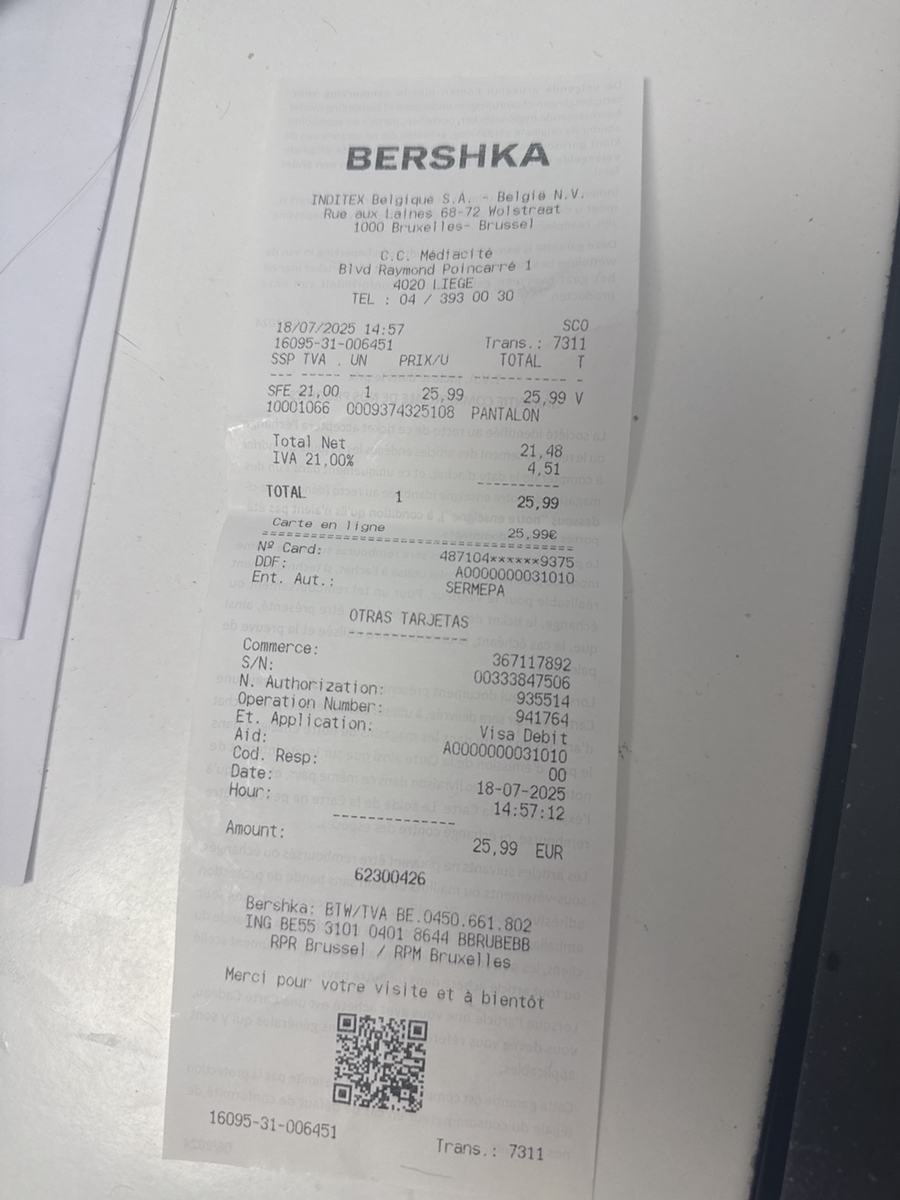 BERSHKA
INDITEX Belgique S.A. - België N.V.
Rue aux Laines 68-72 Wolstraat
1000 Bruxelles- Brussel
C.C. Médiacité
Blvd Raymond Poincarré 1
4020 LIEGE
TEL : 04 / 393 00 30
18/07/2025 14:57 SCO
16095-31-006451 Trans.: 7311
SSP TVA . UN PRIX/U TOTAL T
SFE 21,00 1 25,99 25,99 V
10001066 0009374325108 PANTALON
Total Net 21,48
IVA 21,00% 4,51
TOTAL 1 25,99
Carte en ligne 25,99€
Nº Card: 487104******9375
DDF: A0000000031010
Ent. Aut.: SERMEPA
OTRAS TARJETAS
Commerce: 367117892
S/N: 00333847506
N. Authorization: 935514
Operation Number: 941764
Et. Application: Visa Debit
Aid: A0000000031010
Cod. Resp: 00
Date: 18-07-2025
Hour: 14:57:12
Amount: 25,99 EUR
62300426
Bershka: BTW/TVA BE.0450.661.802
ING BE55 3101 0401 8644 BBRUBEBB
RPR Brussel / RPM Bruxelles
Merci pour votre visite et à bientôt
16095-31-006451
Trans.: 7311